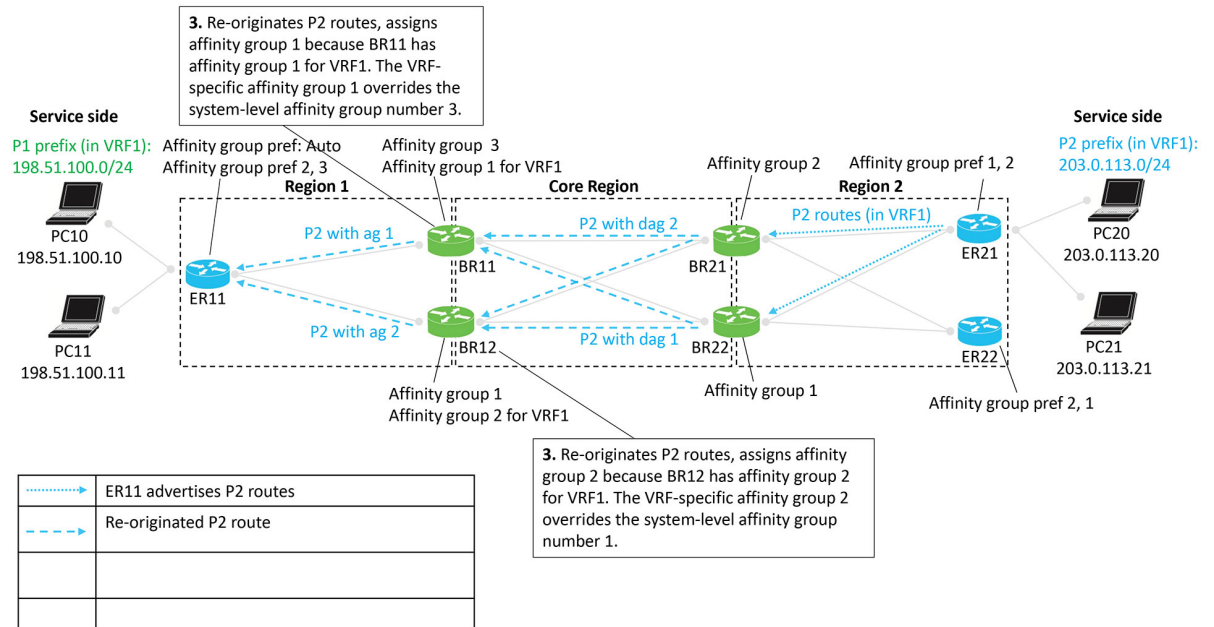 3. Re-originates P2 routes, assigns
affinity group 1 because BR11 has
affinity group 1 for VRF1. The VRF-
specific affinity group 1 overrides the
system-level affinity group number 3.
Service side
P1 prefix (in VRF1):
198.51.100.0/24
Affinity group pref: Auto
Affinity group pref 2, 3
Affinity group 3
Affinity group 1 for VRF1
Affinity group 2
Affinity group pref 1, 2
Service side
P2 prefix (in VRF1):
203.0.113.0/24
Region 1
Core Region
Region 2
PC10
198.51.100.10
P2 with ag 1
BR11
P2 with dag 2
BR21
P2 routes (in VRF1)
ER21
PC20
203.0.113.20
ER11
PC11
198.51.100.11
P2 with ag 2
BR12
P2 with dag 1
BR22
ER22
PC21
203.0.113.21
Affinity group 1
Affinity group 2 for VRF1
Affinity group 1
Affinity group pref 2, 1
3. Re-originates P2 routes, assigns affinity
group 2 because BR12 has affinity group 2
for VRF1. The VRF-specific affinity group 2
overrides the system-level affinity group
number 1.
ER11 advertises P2 routes
Re-originated P2 route